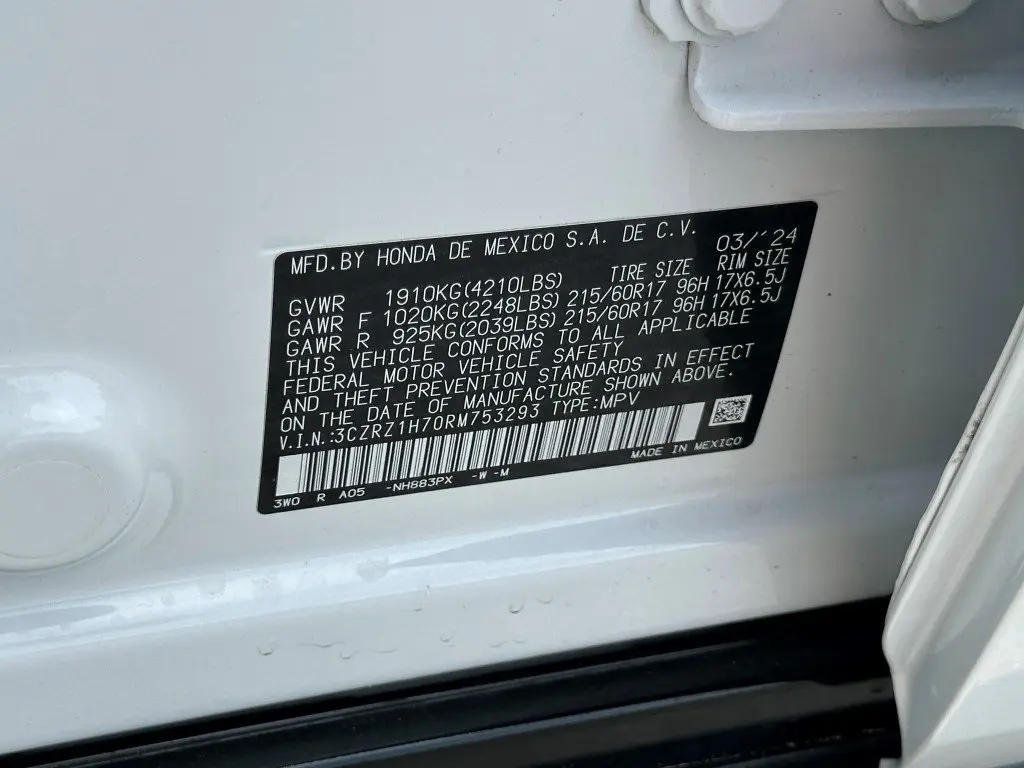 MFD.BY HONDA DE MEXICO S.A. DE C.V. 03/'24
GVWR 1910KG(4210LBS) TIRE SIZE RIM SIZE
GAWR F 1020KG(2248LBS) 215/60R17 96H 17X6.5J
GAWR R 925KG(2039LBS) 215/60R17 96H 17X6.5J
THIS VEHICLE CONFORMS TO ALL APPLICABLE
FEDERAL MOTOR VEHICLE SAFETY
AND THEFT PREVENTION STANDARDS IN EFFECT
ON THE DATE OF MANUFACTURE SHOWN ABOVE.
V.I.N.:3CZRZ1H70RM753293 TYPE:MPV
3W0 R A05 -NH883PX -W -M MADE IN MEXICO